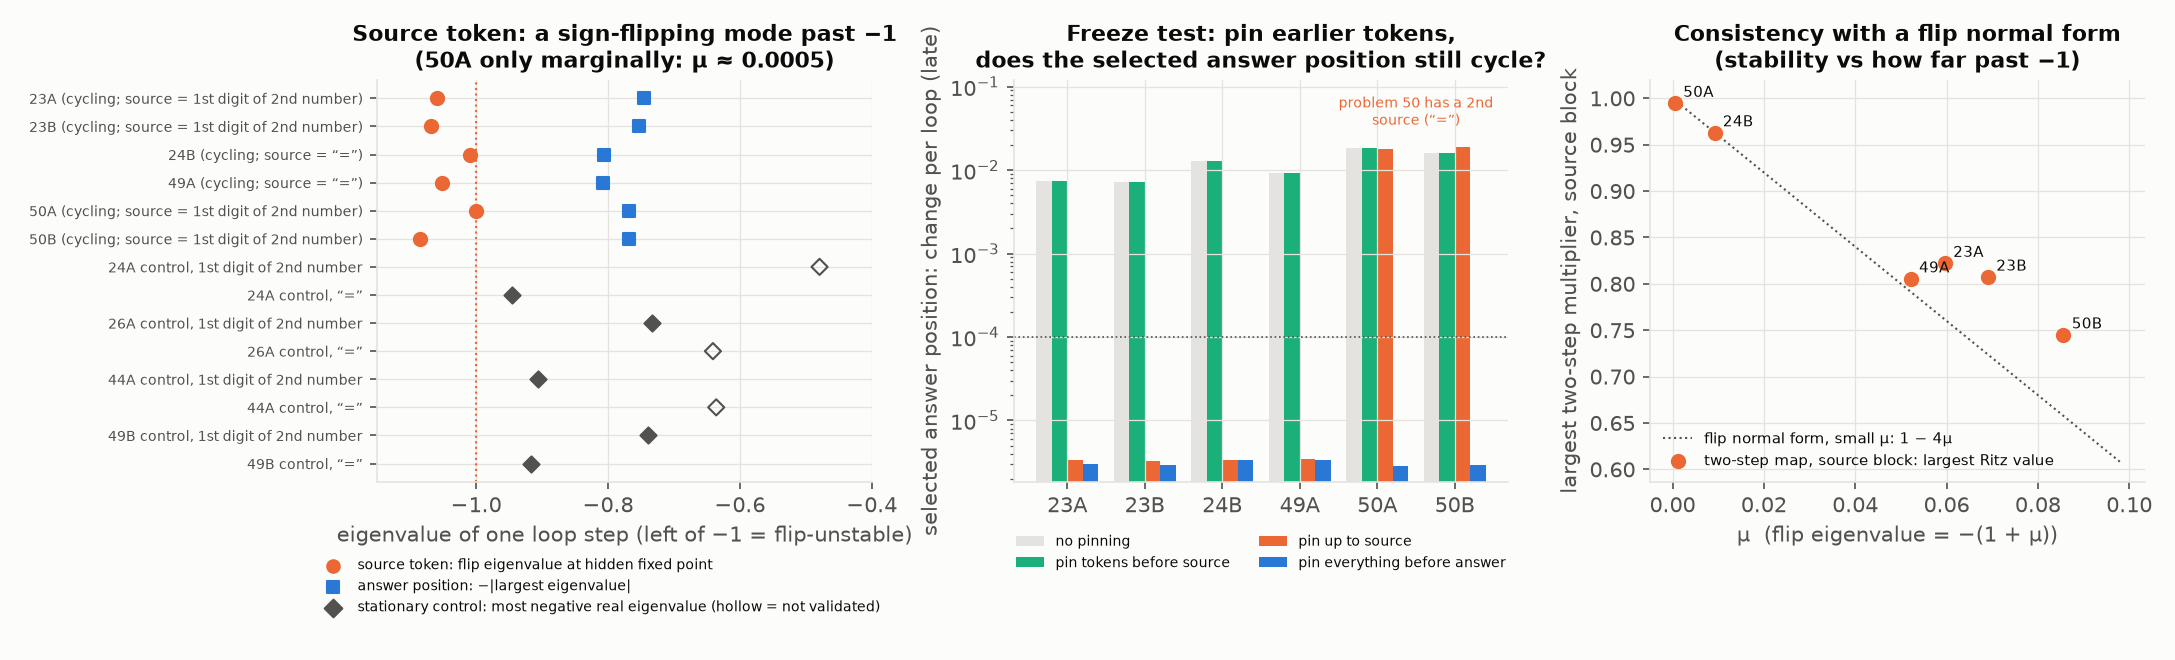 Source token: a sign-flipping mode past −1
(50A only marginally: μ ≈ 0.0005)
23A (cycling; source = 1st digit of 2nd number)
23B (cycling; source = 1st digit of 2nd number)
24B (cycling; source = “=”)
49A (cycling; source = “=”)
50A (cycling; source = 1st digit of 2nd number)
50B (cycling; source = 1st digit of 2nd number)
24A control, 1st digit of 2nd number
24A control, “=”
26A control, 1st digit of 2nd number
26A control, “=”
44A control, 1st digit of 2nd number
44A control, “=”
49B control, 1st digit of 2nd number
49B control, “=”
−1.0 −0.8 −0.6 −0.4
eigenvalue of one loop step (left of −1 = flip-unstable)
source token: flip eigenvalue at hidden fixed point
answer position: −|largest eigenvalue|
stationary control: most negative real eigenvalue (hollow = not validated)
Freeze test: pin earlier tokens,
does the selected answer position still cycle?
selected answer position: change per loop (late)
10⁻¹
10⁻²
10⁻³
10⁻⁴
10⁻⁵
problem 50 has a 2nd
source (“=”)
23A 23B 24B 49A 50A 50B
no pinning
pin tokens before source
pin up to source
pin everything before answer
Consistency with a flip normal form
(stability vs how far past −1)
largest two-step multiplier, source block
1.00
0.95
0.90
0.85
0.80
0.75
0.70
0.65
0.60
50A
24B
49A
23A
23B
50B
flip normal form, small μ: 1 − 4μ
two-step map, source block: largest Ritz value
0.00 0.02 0.04 0.06 0.08 0.10
μ (flip eigenvalue = −(1 + μ))